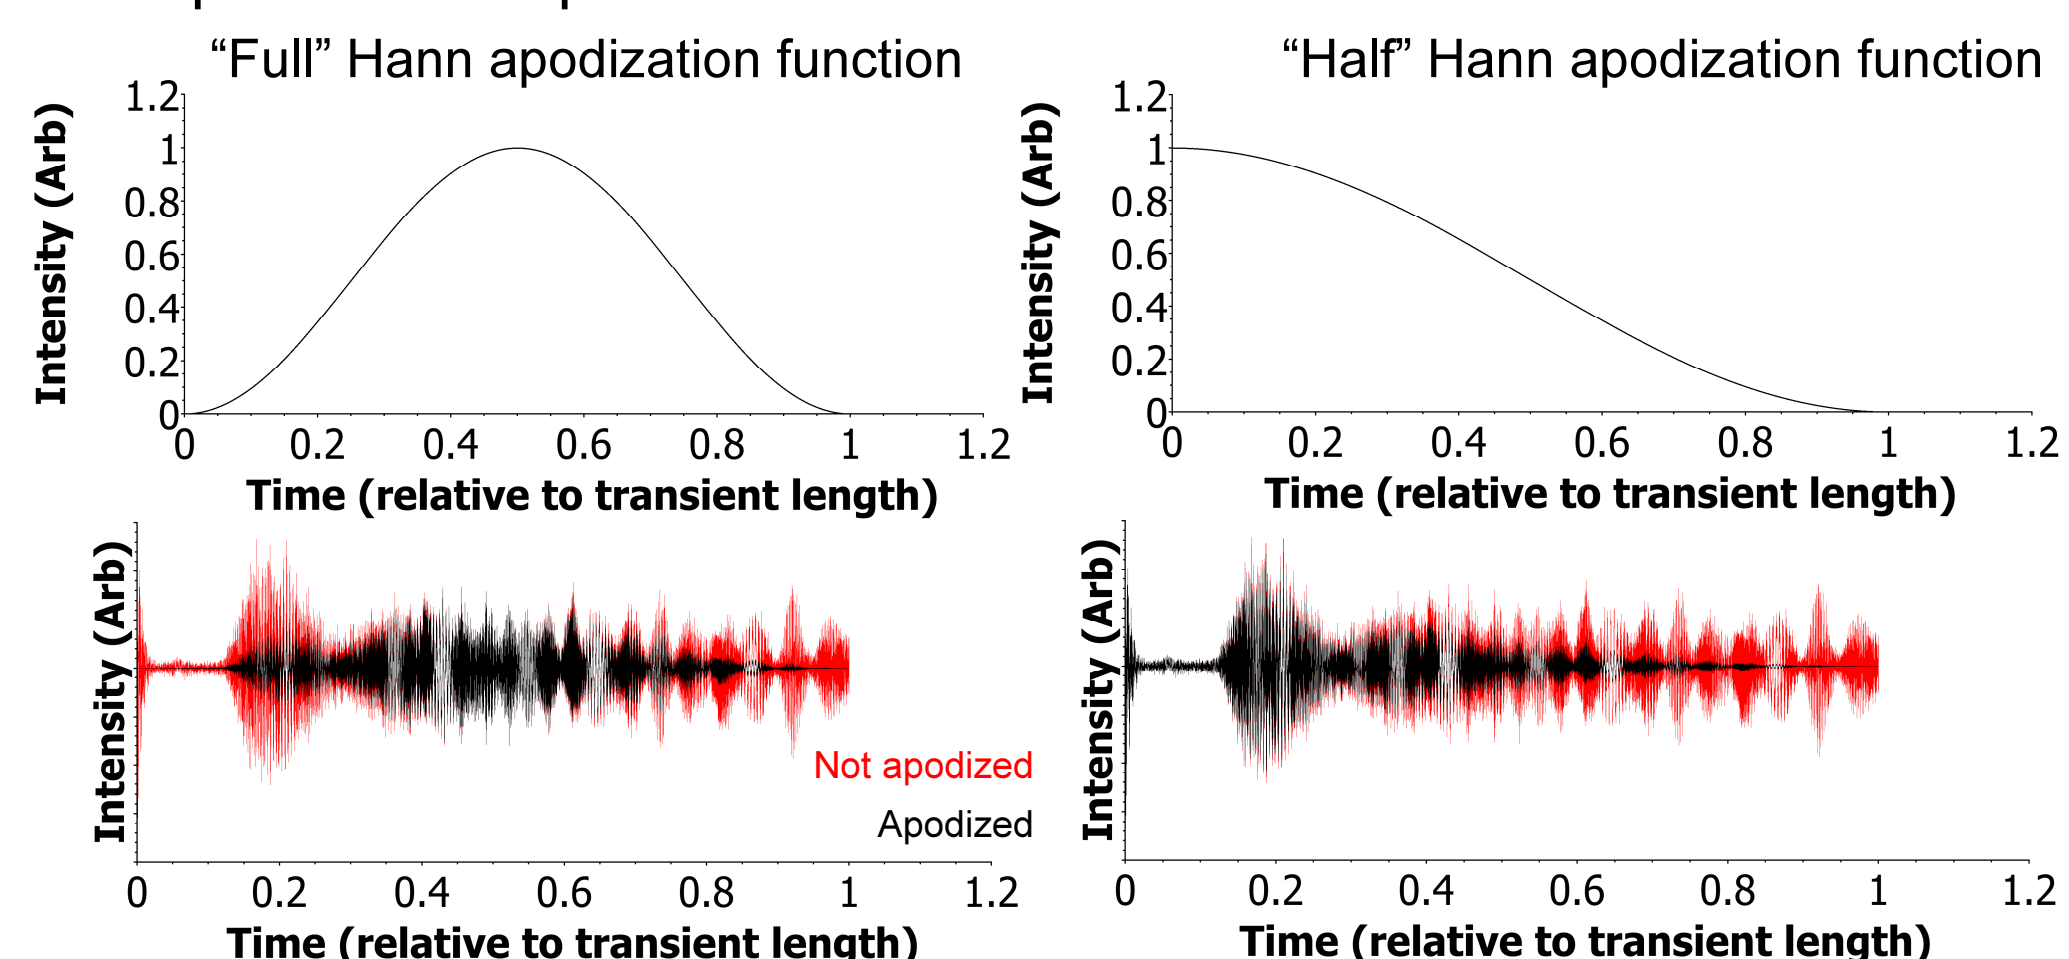 “Full” Hann apodization function
1.2
1
0.8
0.6
0.4
0.2
0
Intensity (Arb)
0 0.2 0.4 0.6 0.8 1 1.2
Time (relative to transient length)
“Half” Hann apodization function
1.2
1
0.8
0.6
0.4
0.2
0
Intensity (Arb)
0 0.2 0.4 0.6 0.8 1 1.2
Time (relative to transient length)
Intensity (Arb)
Not apodized
Apodized
0 0.2 0.4 0.6 0.8 1 1.2
Time (relative to transient length)
Intensity (Arb)
0 0.2 0.4 0.6 0.8 1 1.2
Time (relative to transient length)